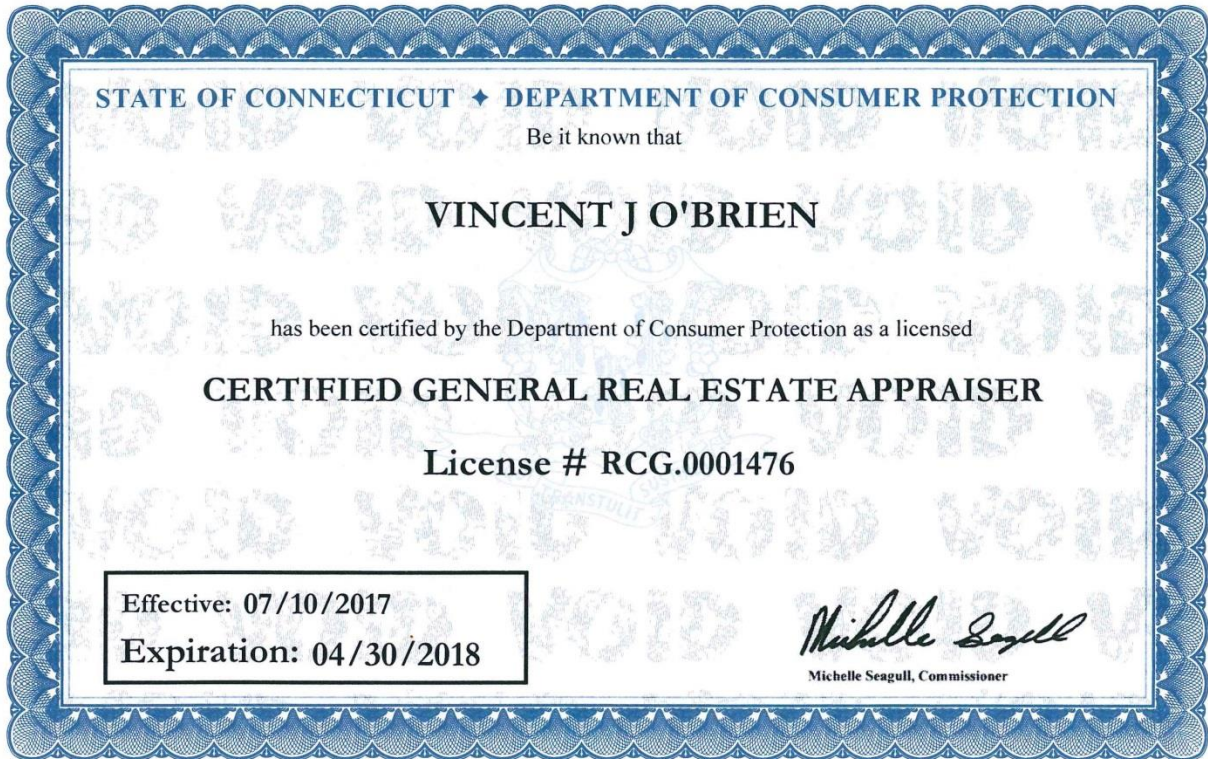 STATE OF CONNECTICUT ✦ DEPARTMENT OF CONSUMER PROTECTION
Be it known that
VINCENT J O'BRIEN
has been certified by the Department of Consumer Protection as a licensed
CERTIFIED GENERAL REAL ESTATE APPRAISER
License # RCG.0001476
Effective: 07/10/2017
Expiration: 04/30/2018
Michelle Seagull
Michelle Seagull, Commissioner